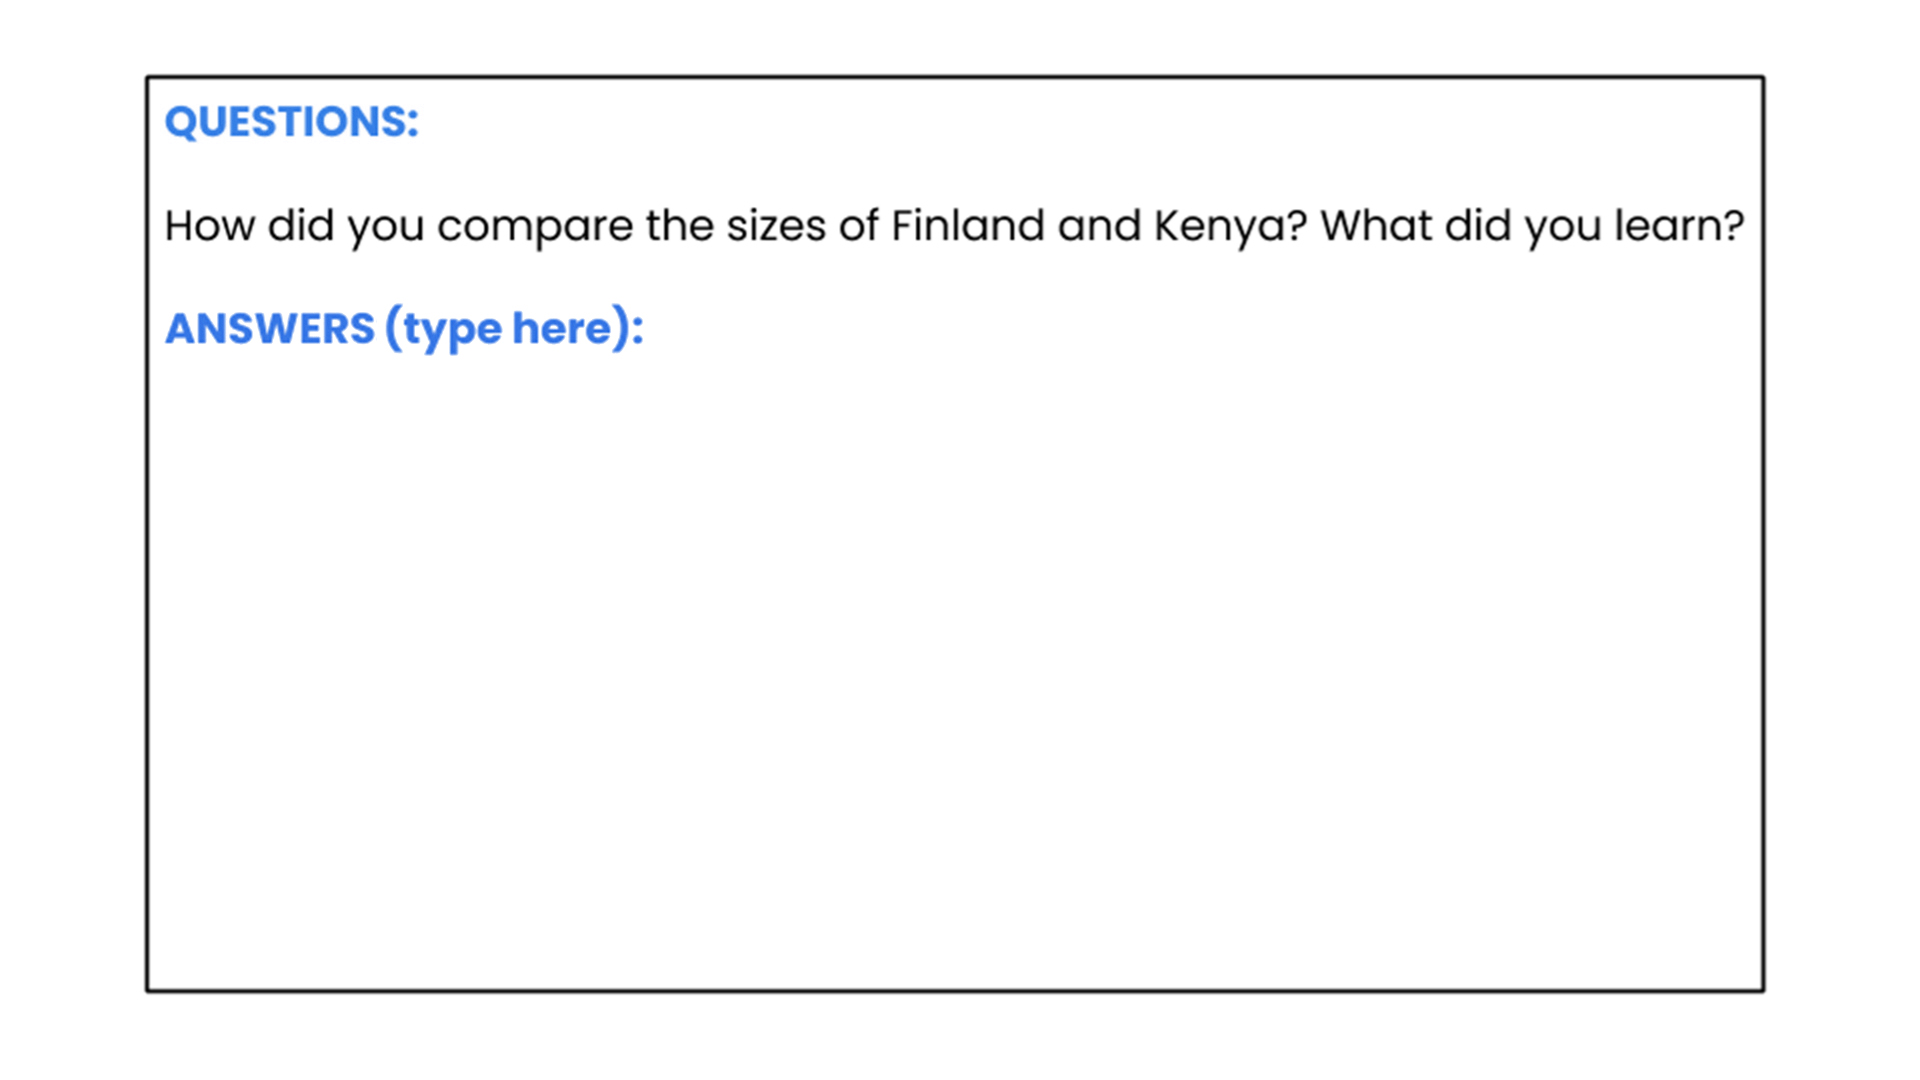 QUESTIONS:
How did you compare the sizes of Finland and Kenya? What did you learn?
ANSWERS (type here):